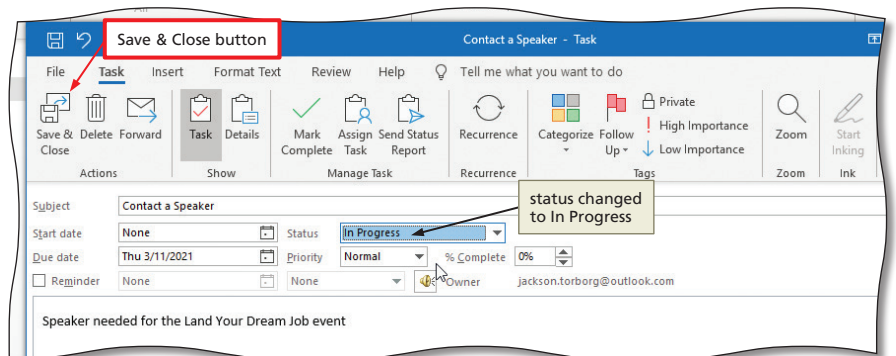 Save & Close button
Contact a Speaker - Task
File Task Insert Format Text Review Help Tell me what you want to do
Save & Close
Delete
Forward
Actions
Task
Details
Show
Mark Complete
Assign Task
Send Status Report
Manage Task
Recurrence
Recurrence
Categorize
Follow Up
Private
High Importance
Low Importance
Tags
Zoom
Zoom
Start Inking
Ink
status changed
to In Progress
Subject Contact a Speaker
Start date None Status In Progress
Due date Thu 3/11/2021 Priority Normal % Complete 0%
Reminder None None Owner jackson.torborg@outlook.com
Speaker needed for the Land Your Dream Job event